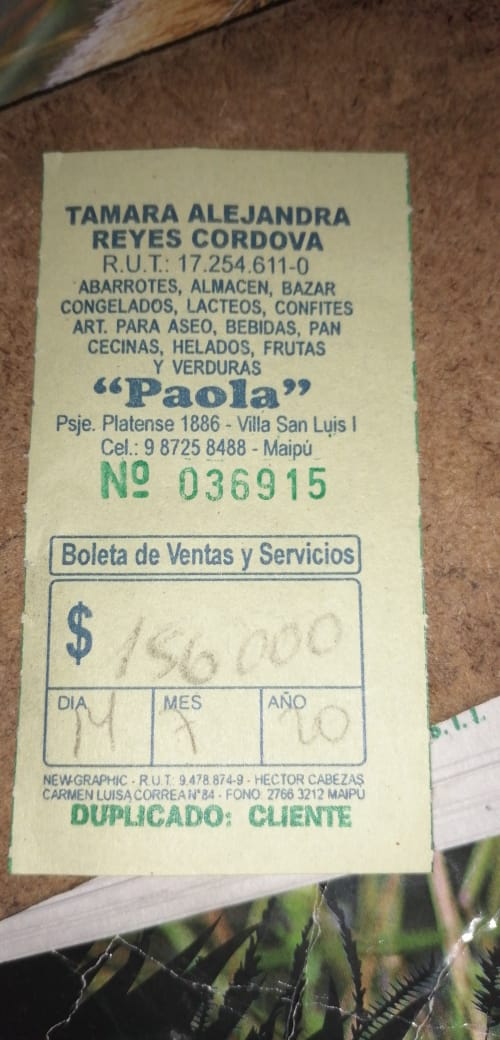 TAMARA ALEJANDRA
REYES CORDOVA
R.U.T.: 17.254.611-0
ABARROTES, ALMACEN, BAZAR
CONGELADOS, LACTEOS, CONFITES
ART. PARA ASEO, BEBIDAS, PAN
CECINAS, HELADOS, FRUTAS
Y VERDURAS
“Paola”
Psje. Platense 1886 - Villa San Luis I
Cel.: 9 8725 8488 - Maipú
Nº 036915
Boleta de Ventas y Servicios
$ 156000
DIA MES AÑO
14 7 20
NEW-GRAPHIC - R.U.T: 9.478.874-9 - HECTOR CABEZAS
CARMEN LUISA CORREA N° 84 - FONO: 2766 3212 MAIPU
DUPLICADO: CLIENTE